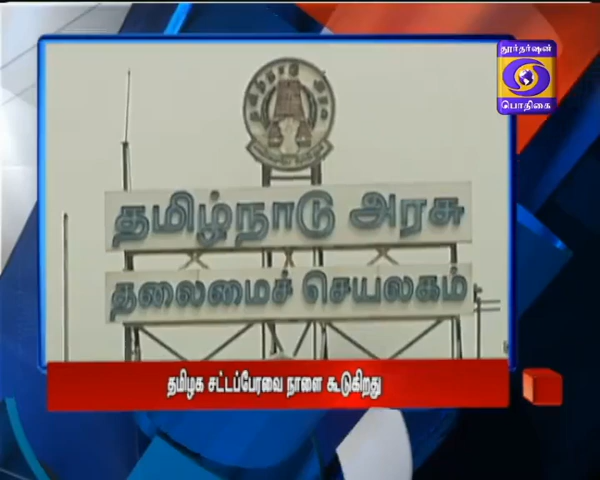 தூர்தர்ஷன்
பொதிகை
தமிழ்நாடு அரசு
தலைமைச் செயலகம்
தமிழக சட்டப்பேரவை நாளை கூடுகிறது